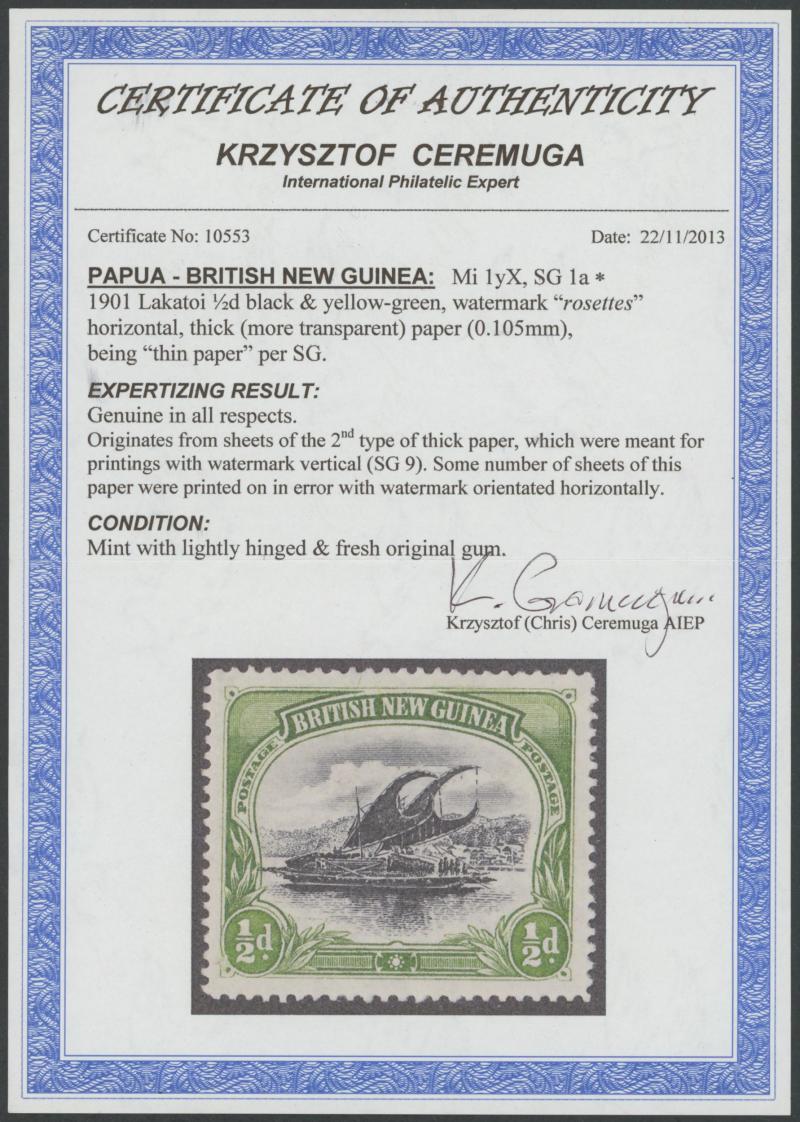 CERTIFICATE OF AUTHENTICITY
KRZYSZTOF CEREMUGA
International Philatelic Expert
Certificate No: 10553 Date: 22/11/2013
PAPUA - BRITISH NEW GUINEA: Mi 1yX, SG 1a *
1901 Lakatoi ½d black & yellow-green, watermark “rosettes”
horizontal, thick (more transparent) paper (0.105mm),
being “thin paper” per SG.
EXPERTIZING RESULT:
Genuine in all respects.
Originates from sheets of the 2nd type of thick paper, which were meant for
printings with watermark vertical (SG 9). Some number of sheets of this
paper were printed on in error with watermark orientated horizontally.
CONDITION:
Mint with lightly hinged & fresh original gum.
K. Ceremuga
Krzysztof (Chris) Ceremuga AIEP
BRITISH NEW GUINEA
POSTAGE
POSTAGE
½d.
½d.